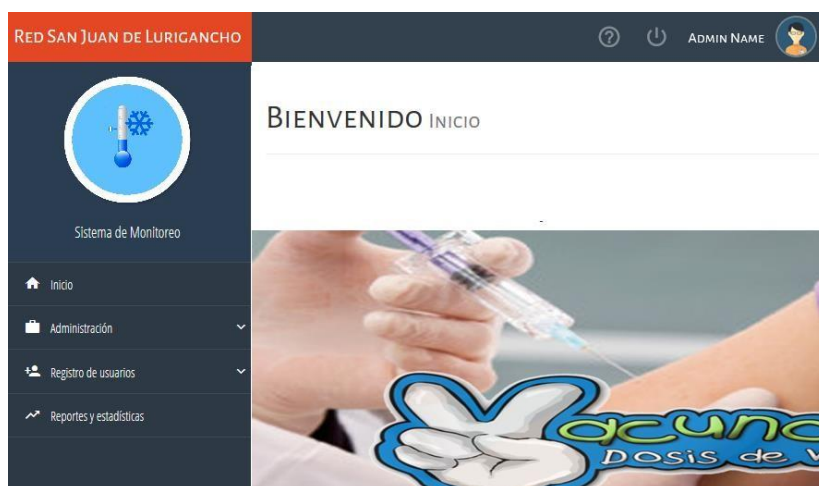 Red San Juan de Lurigancho
Admin Name
Bienvenido Inicio
Sistema de Monitoreo
Inicio
Administración
Registro de usuarios
Reportes y estadísticas
acuna
Dosis de v